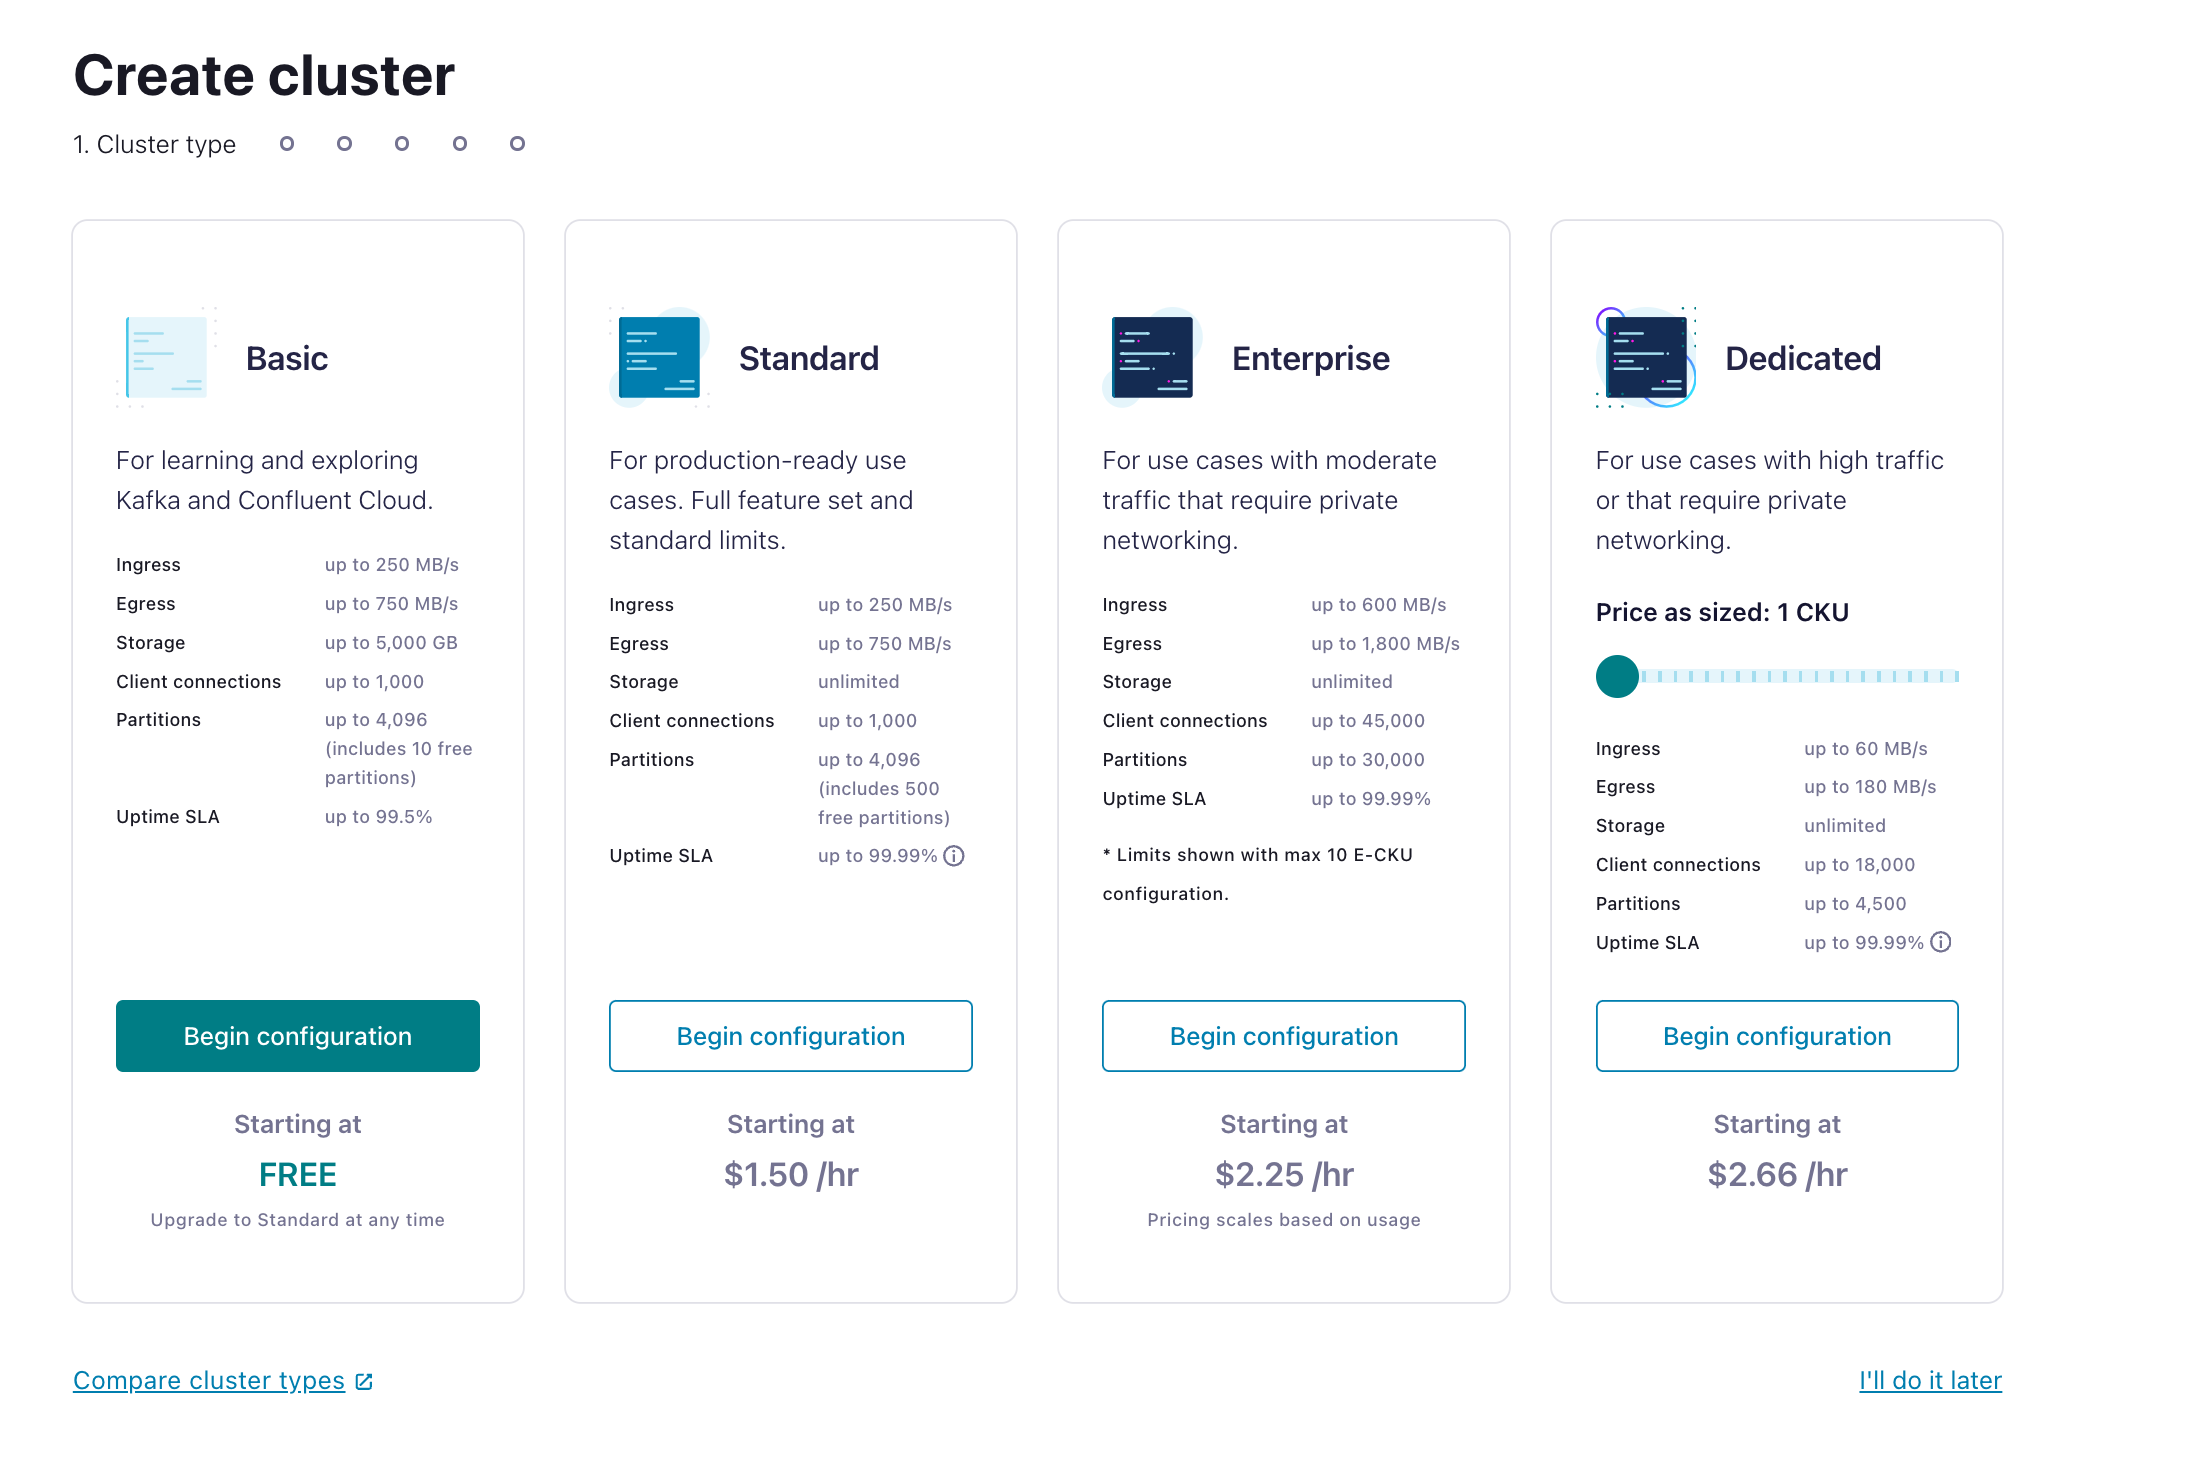 Create cluster
1. Cluster type
Basic
For learning and exploring
Kafka and Confluent Cloud.
Ingress up to 250 MB/s
Egress up to 750 MB/s
Storage up to 5,000 GB
Client connections up to 1,000
Partitions up to 4,096
(includes 10 free
partitions)
Uptime SLA up to 99.5%
Begin configuration
Starting at
FREE
Upgrade to Standard at any time
Standard
For production-ready use
cases. Full feature set and
standard limits.
Ingress up to 250 MB/s
Egress up to 750 MB/s
Storage unlimited
Client connections up to 1,000
Partitions up to 4,096
(includes 500
free partitions)
Uptime SLA up to 99.99%
Begin configuration
Starting at
$1.50 /hr
Enterprise
For use cases with moderate
traffic that require private
networking.
Ingress up to 600 MB/s
Egress up to 1,800 MB/s
Storage unlimited
Client connections up to 45,000
Partitions up to 30,000
Uptime SLA up to 99.99%
* Limits shown with max 10 E-CKU
configuration.
Begin configuration
Starting at
$2.25 /hr
Pricing scales based on usage
Dedicated
For use cases with high traffic
or that require private
networking.
Price as sized: 1 CKU
Ingress up to 60 MB/s
Egress up to 180 MB/s
Storage unlimited
Client connections up to 18,000
Partitions up to 4,500
Uptime SLA up to 99.99%
Begin configuration
Starting at
$2.66 /hr
Compare cluster types
I'll do it later